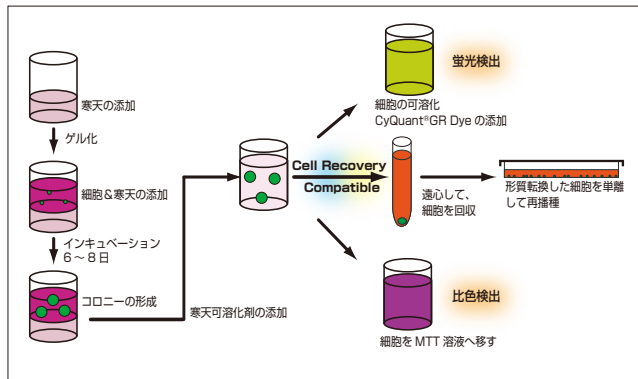 寒天の添加
ゲル化
細胞&寒天の添加
インキュベーション
6〜8日
コロニーの形成
寒天可溶化剤の添加
Cell Recovery
Compatible
蛍光検出
細胞の可溶化
CyQuant®GR Dye の添加
遠心して、
細胞を回収
形質転換した細胞を単離
して再播種
比色検出
細胞を MTT 溶液へ移す